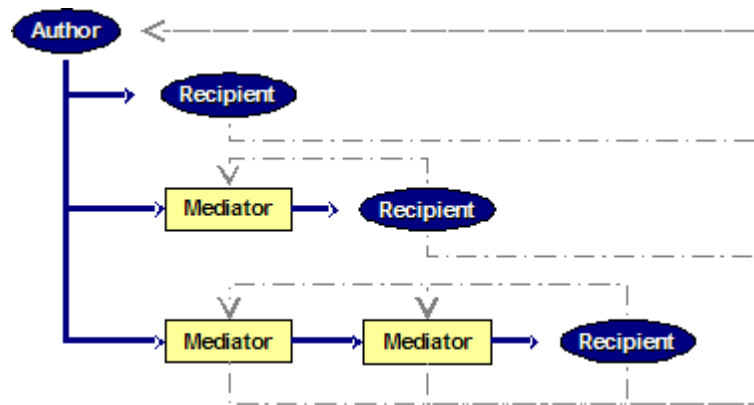 Author
Recipient
Mediator
Recipient
Mediator
Mediator
Recipient